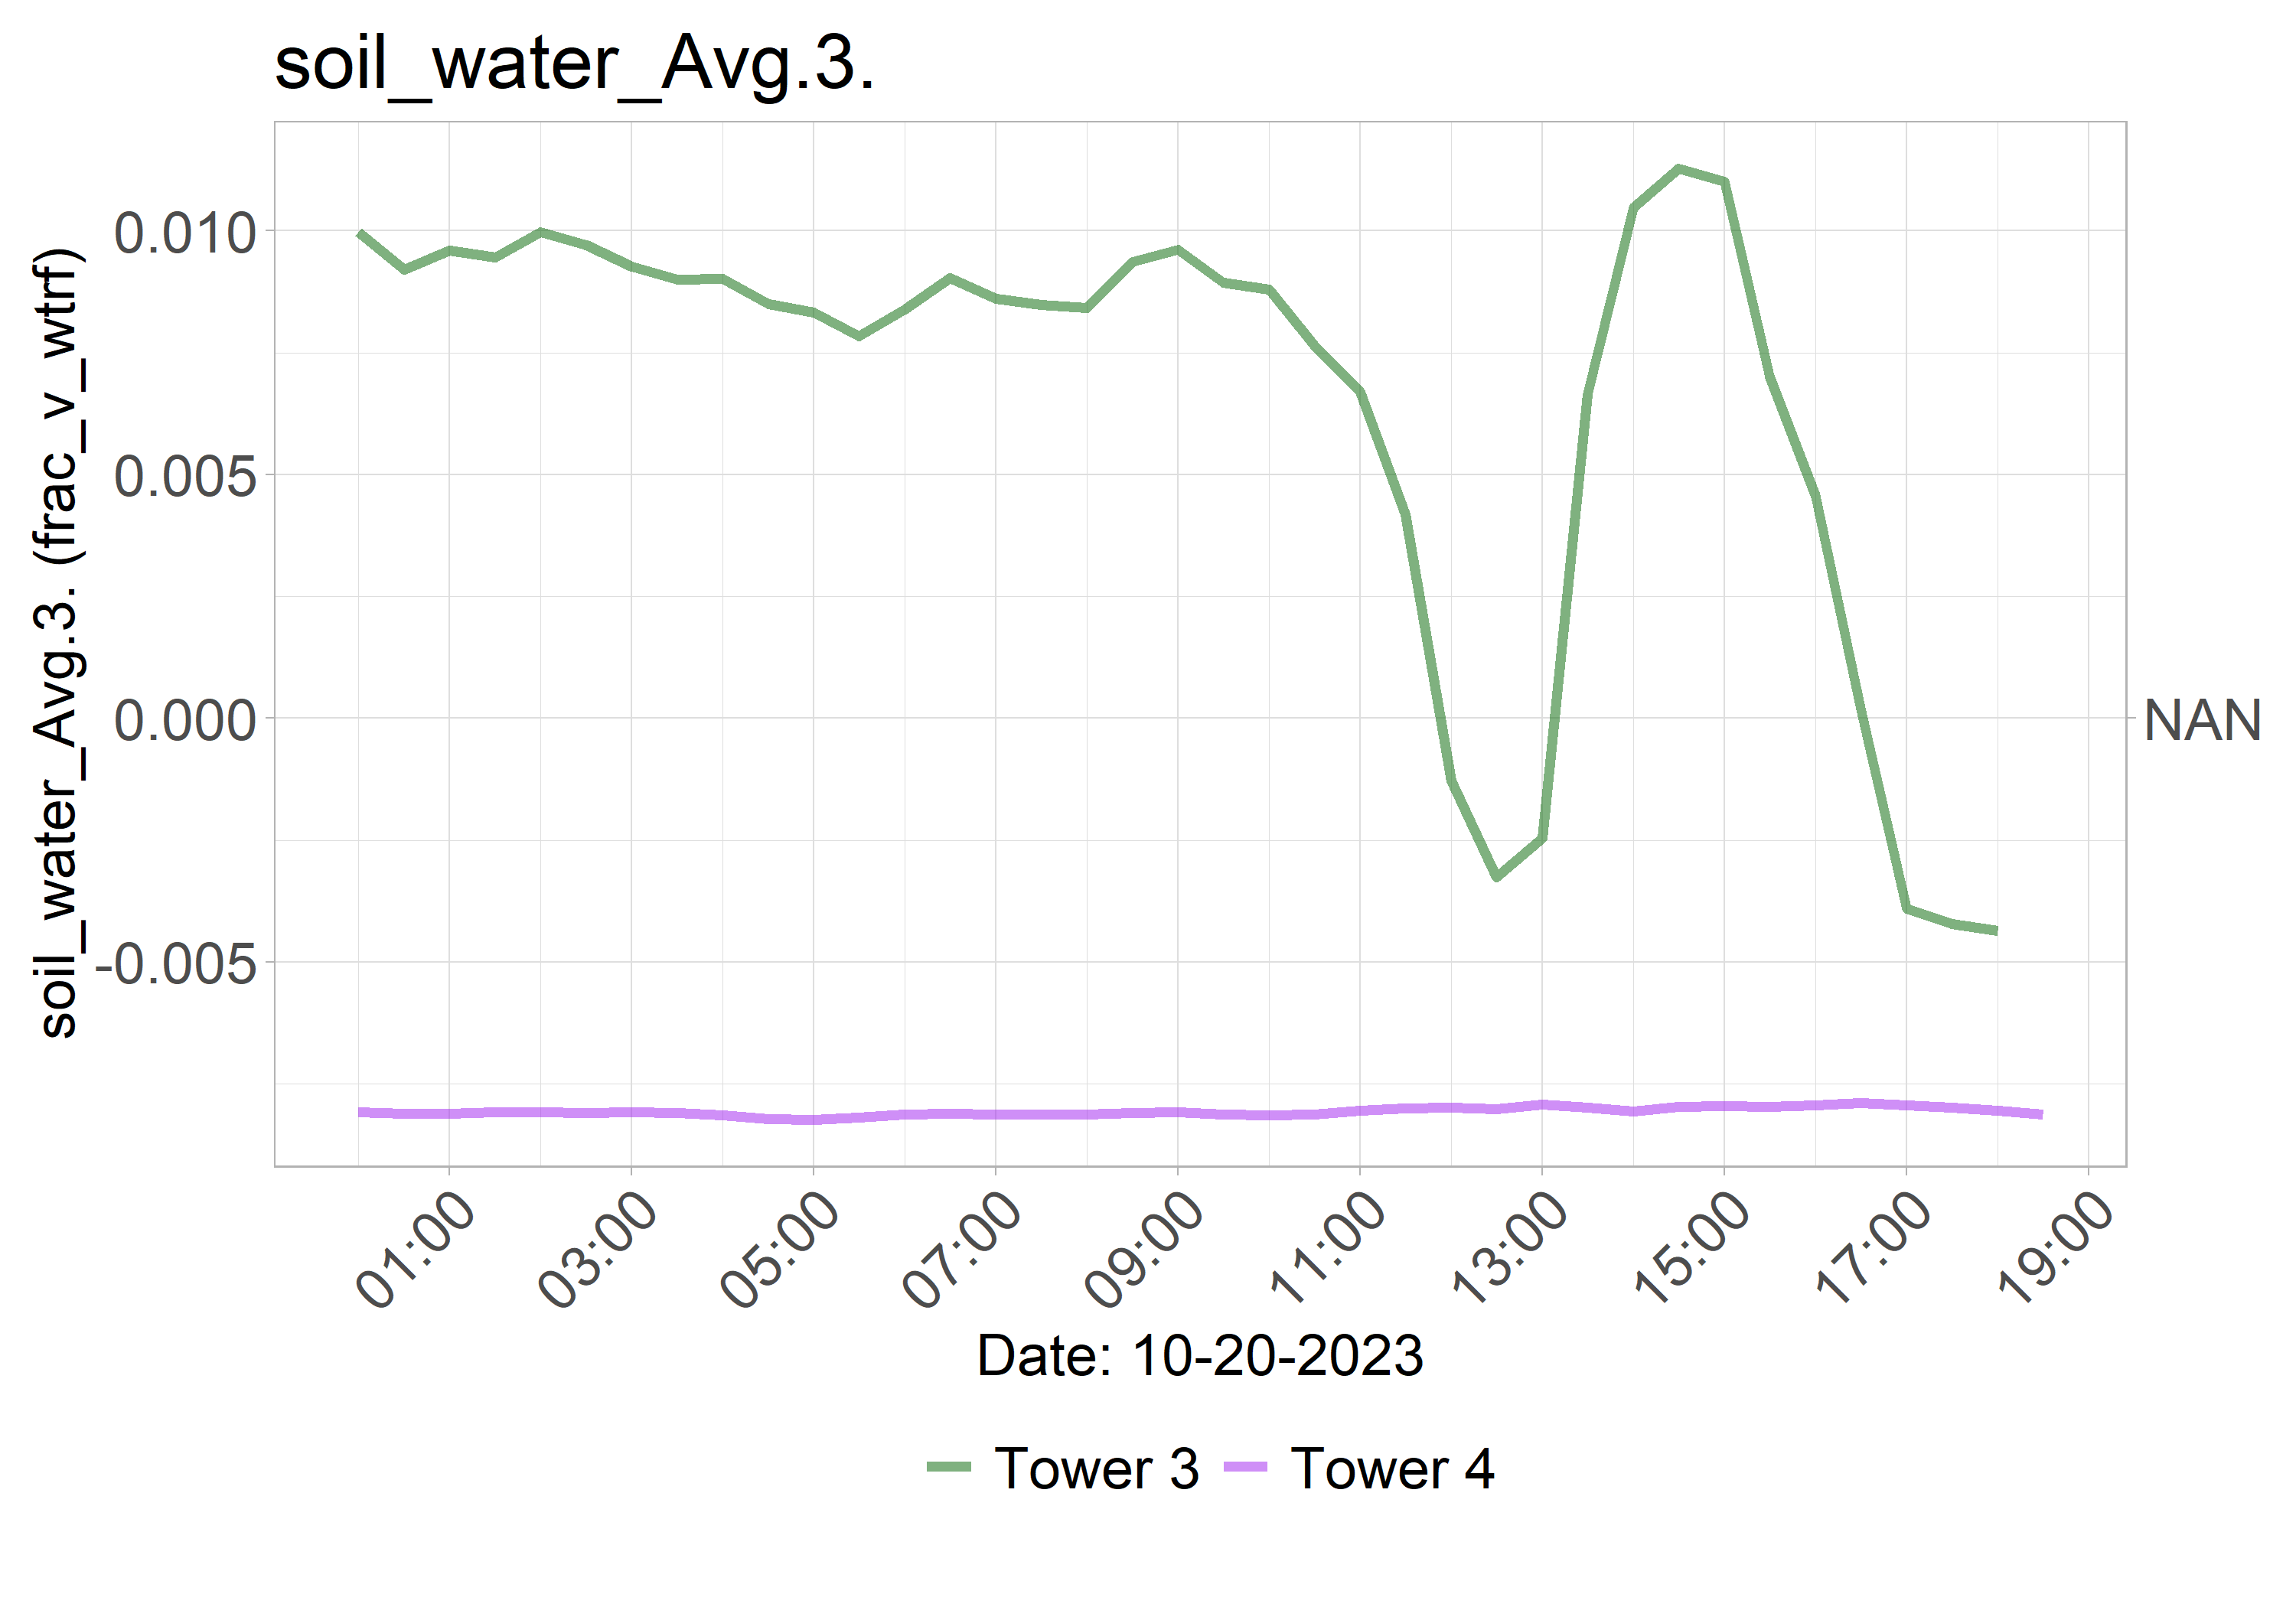 soil_water_Avg.3.
soil_water_Avg.3. (frac_v_wtrf)
0.010
0.005
0.000
-0.005
NAN
01:00
03:00
05:00
07:00
09:00
11:00
13:00
15:00
17:00
19:00
Date: 10-20-2023
Tower 3
Tower 4